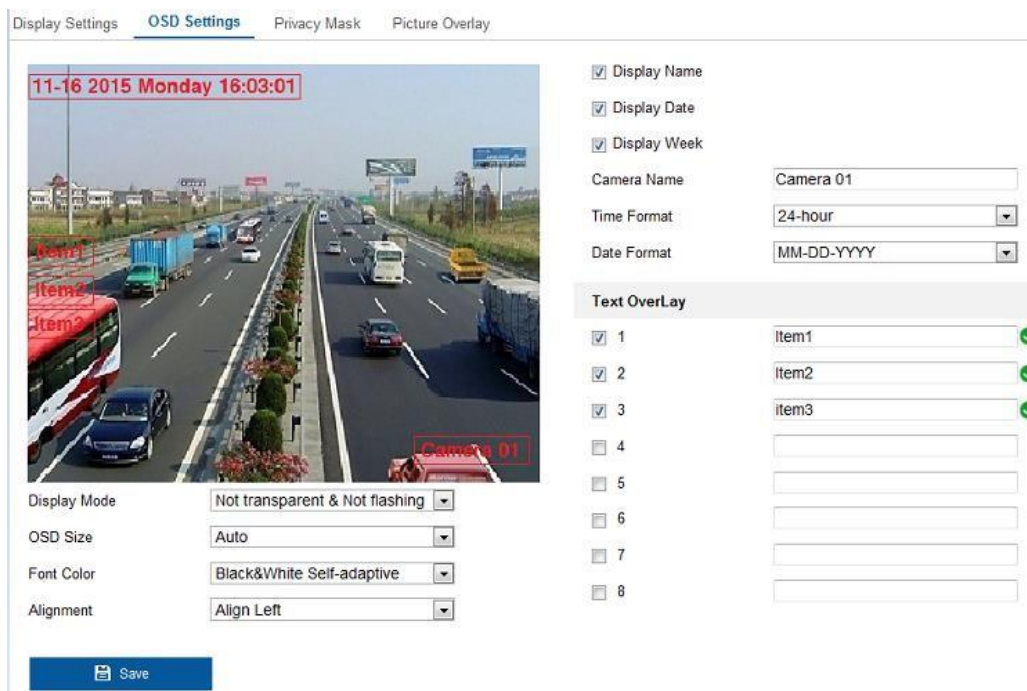 Display Settings OSD Settings Privacy Mask Picture Overlay
11-16 2015 Monday 16:03:01
Item1
Item2
Item3
Camera 01
Display Mode Not transparent & Not flashing
OSD Size Auto
Font Color Black&White Self-adaptive
Alignment Align Left
Save
Display Name
Display Date
Display Week
Camera Name Camera 01
Time Format 24-hour
Date Format MM-DD-YYYY
Text OverLay
1 Item1
2 Item2
3 item3
4
5
6
7
8